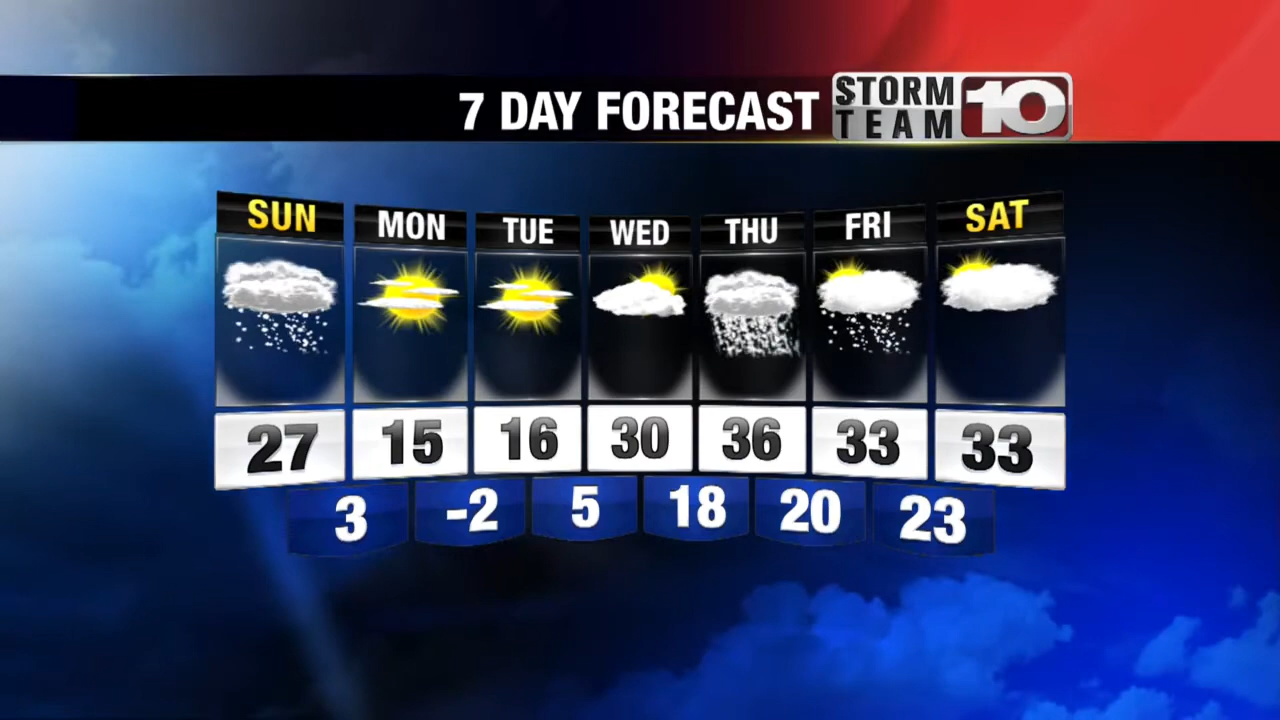 7 DAY FORECAST
STORM TEAM 10
SUN MON TUE WED THU FRI SAT
27 15 16 30 36 33 33
3 -2 5 18 20 23